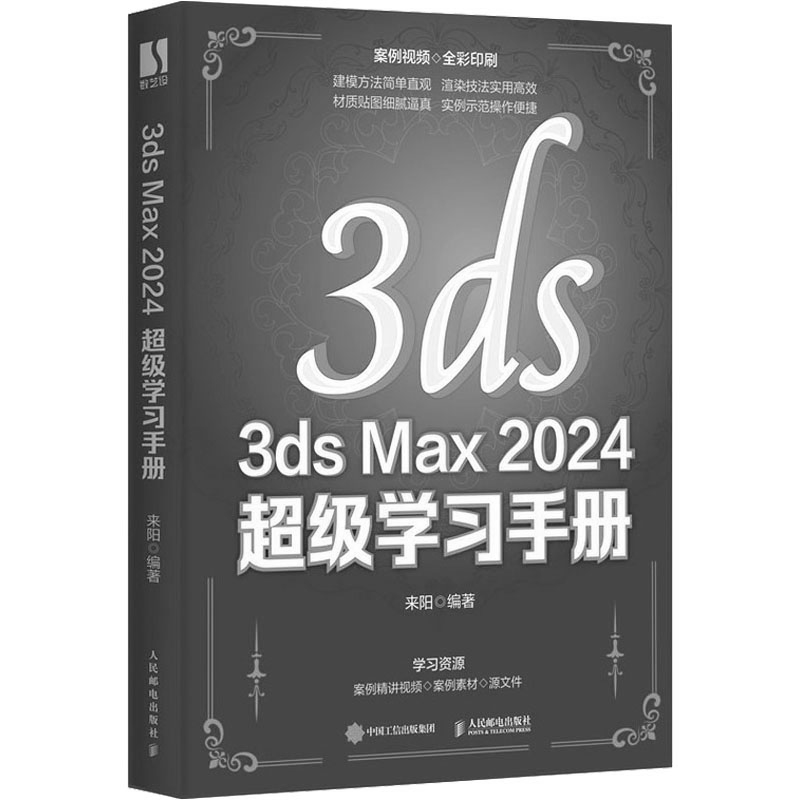 数艺设
3ds Max 2024 超级学习手册
来阳◎编著
人民邮电出版社
案例视频◇全彩印刷
建模方法简单直观 渲染技法实用高效
材质贴图细腻逼真 实例示范操作便捷
3ds
3ds Max 2024
超级学习手册
来阳◎编著
学习资源
案例精讲视频◇案例素材◇源文件
中国工信出版集团 人民邮电出版社
POSTS & TELECOM PRESS